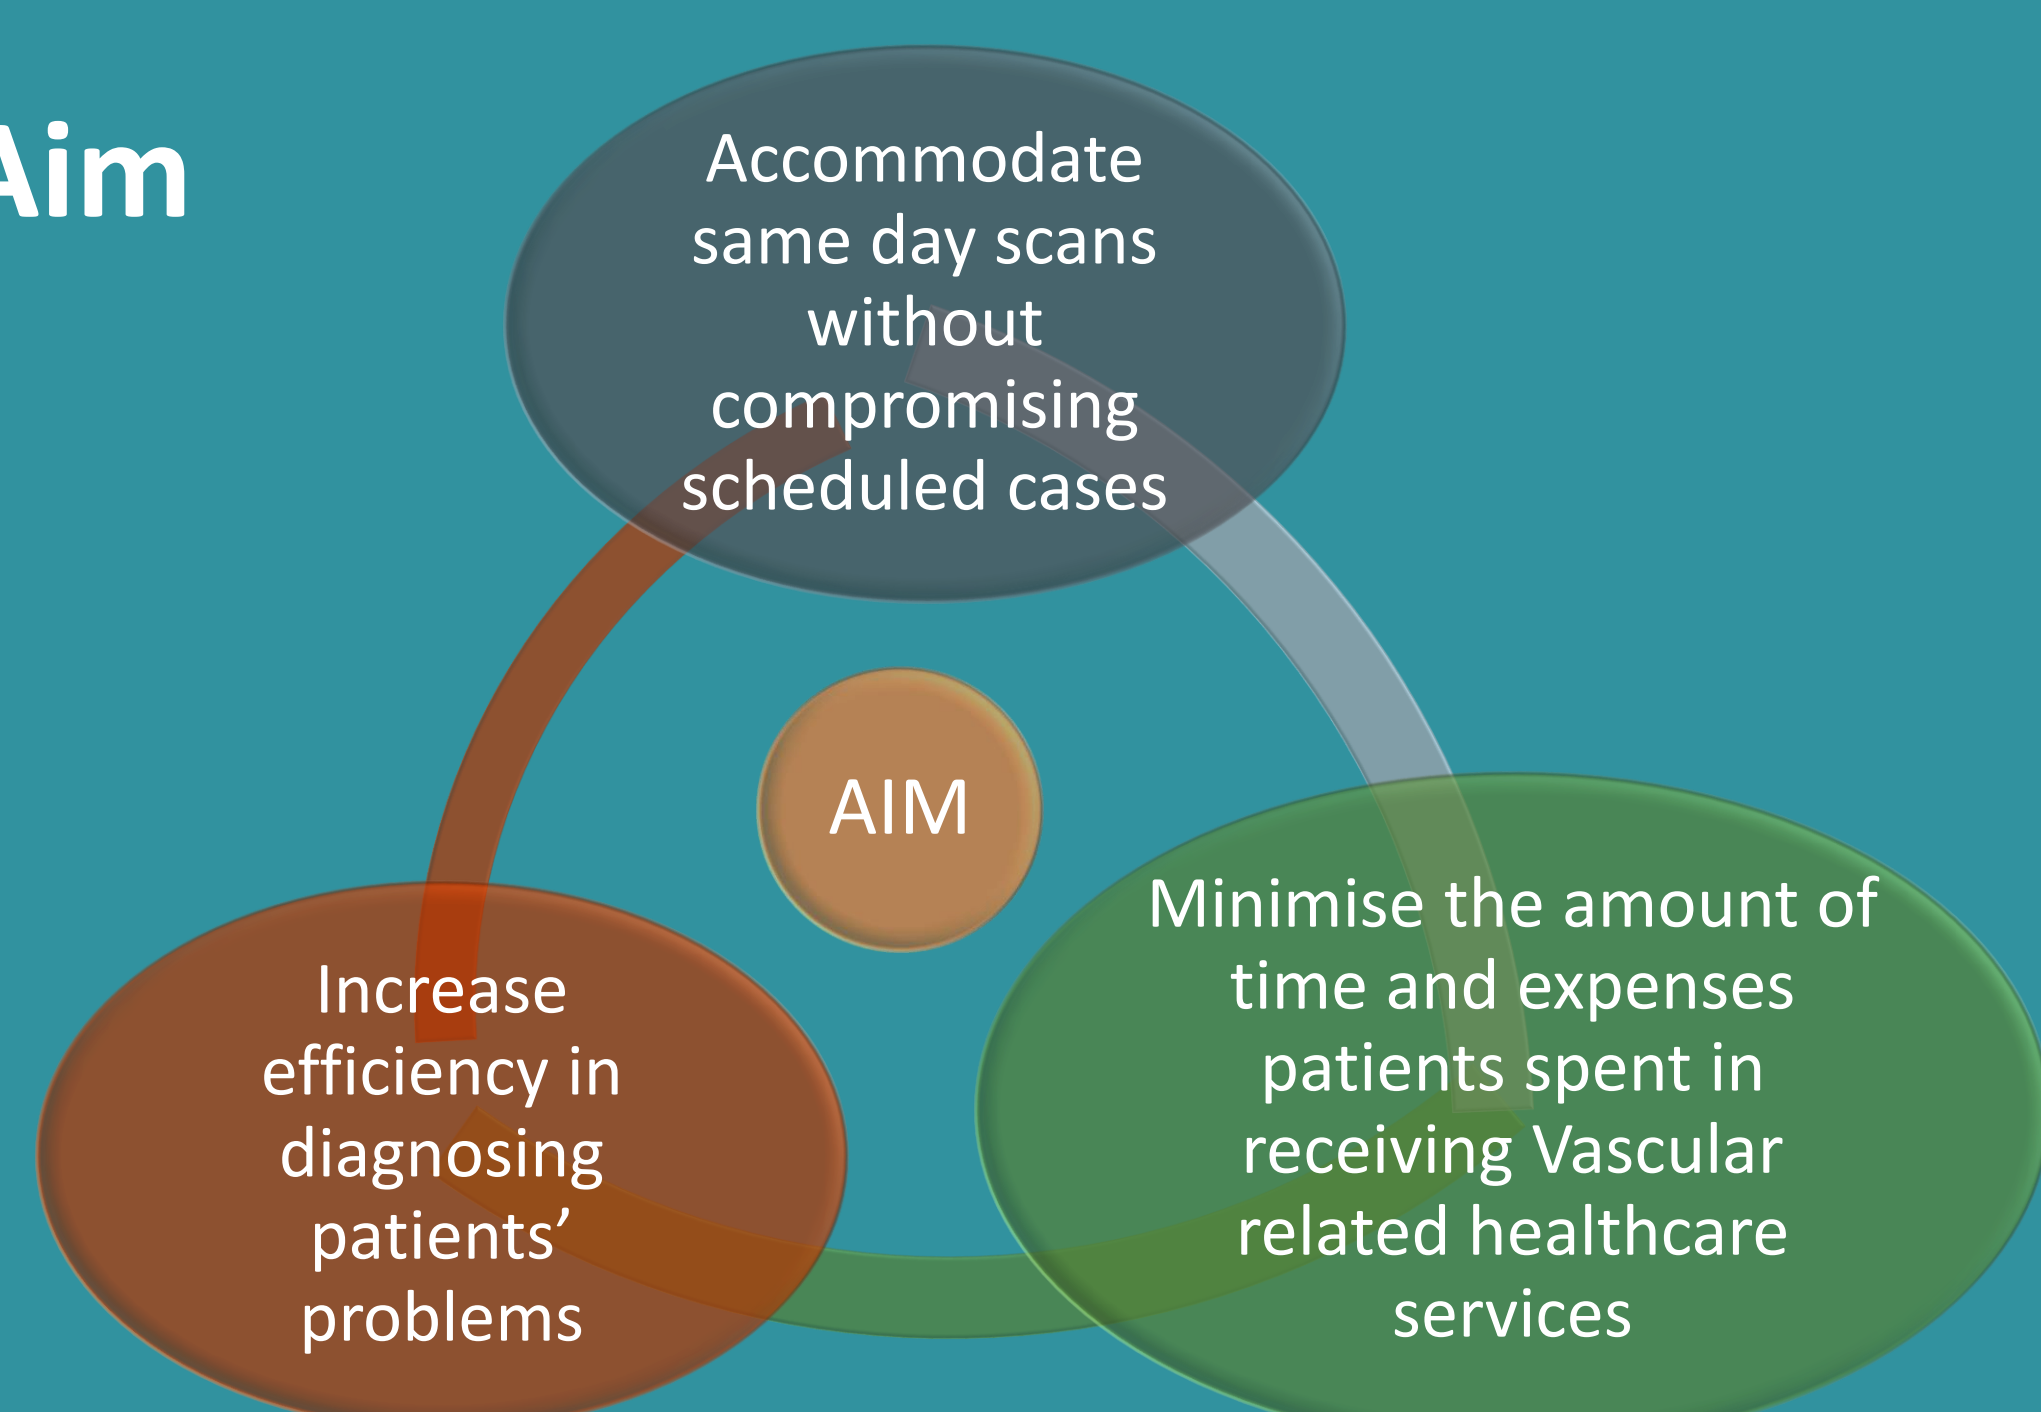 Aim
Accommodate
same day scans
without
compromising
scheduled cases
AIM
Minimise the amount of
time and expenses
patients spent in
receiving Vascular
related healthcare
services
Increase
efficiency in
diagnosing
patients’
problems